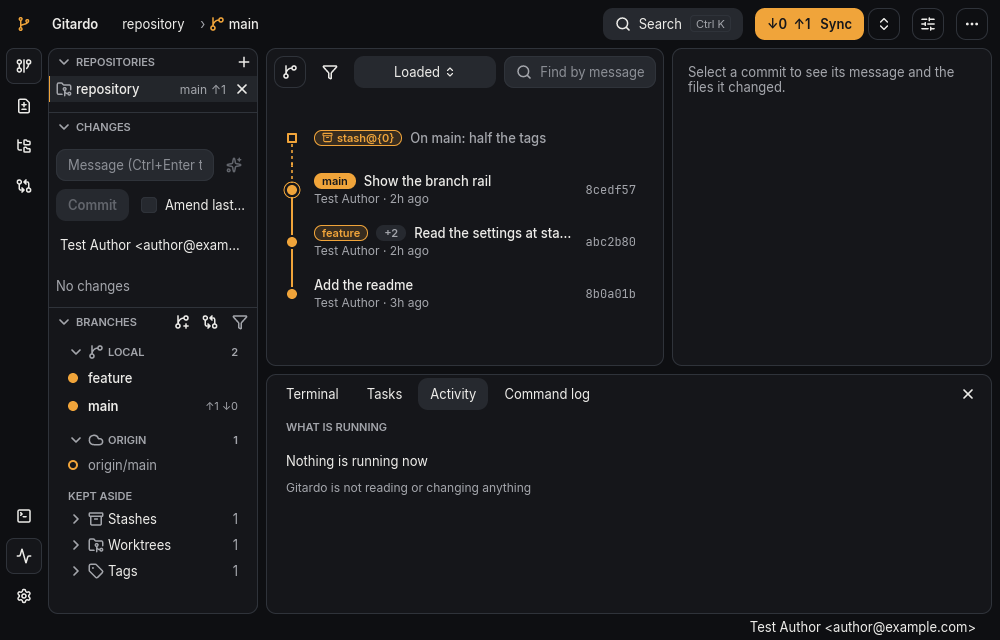 Gitardo
repository
main
Search Ctrl K
↓0 ↑1 Sync
REPOSITORIES
repository main ↑1
CHANGES
Message (Ctrl+Enter t
Commit
Amend last...
Test Author <author@exam...
No changes
BRANCHES
LOCAL 2
feature
main ↑1 ↓0
ORIGIN 1
origin/main
KEPT ASIDE
Stashes 1
Worktrees 1
Tags 1
Loaded
Find by message
stash@{0} On main: half the tags
main Show the branch rail
Test Author · 2h ago
8cedf57
feature +2 Read the settings at sta...
Test Author · 2h ago
abc2b80
Add the readme
Test Author · 3h ago
8b0a01b
Select a commit to see its message and the
files it changed.
Terminal Tasks Activity Command log
WHAT IS RUNNING
Nothing is running now
Gitardo is not reading or changing anything
Test Author <author@example.com>